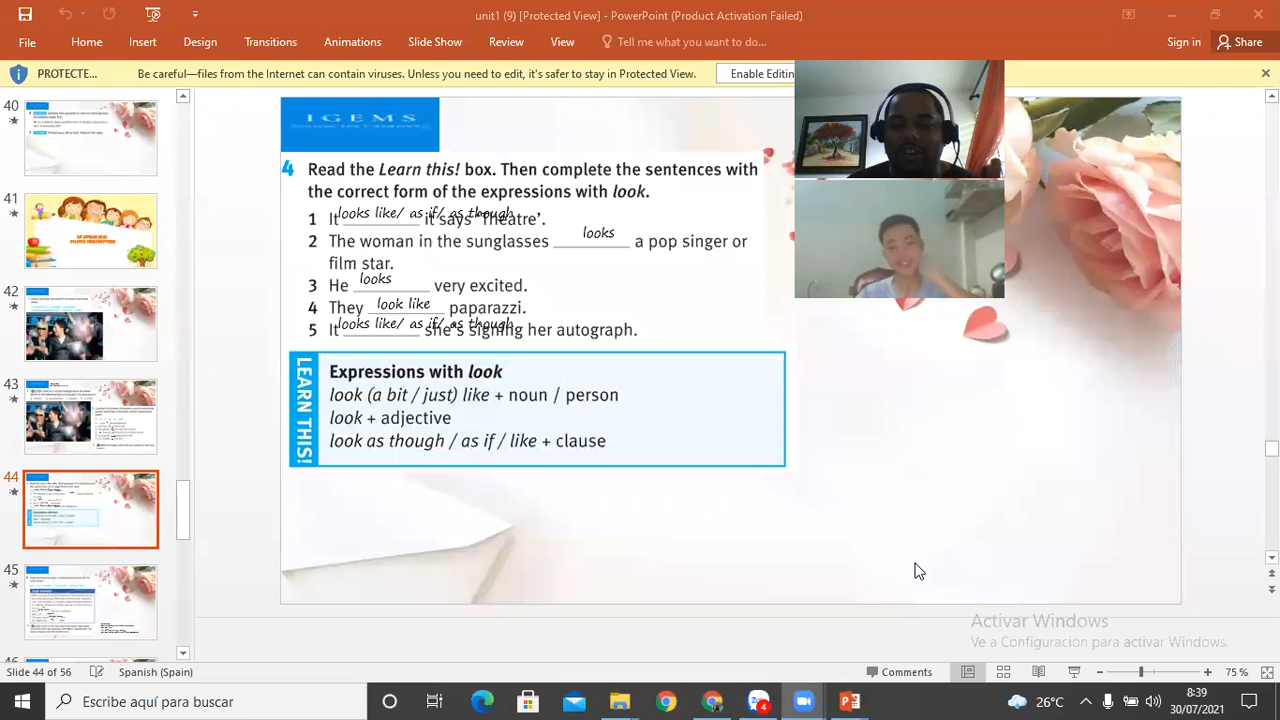 unit1 (9) [Protected View] - PowerPoint (Product Activation Failed)
File Home Insert Design Transitions Animations Slide Show Review View Tell me what you want to do... Sign in Share
PROTECTE... Be careful—files from the Internet can contain viruses. Unless you need to edit, it's safer to stay in Protected View. Enable Editin
40
41
42
43
44
45
IGEMS
4 Read the Learn this! box. Then complete the sentences with
the correct form of the expressions with look.
looks like/ as if/ as though
1 It it says 'Theatre'.
looks
2 The woman in the sunglasses a pop singer or
film star.
looks
3 He very excited.
look like
4 They paparazzi.
looks like/ as if/ as though
5 It she's signing her autograph.
LEARN THIS!
Expressions with look
look (a bit / just) like + noun / person
look + adjective
look as though / as if / like + clause
Activar Windows
Ve a Configuración para activar Windows.
Slide 44 of 56 Spanish (Spain) Comments 75 %
Escribe aquí para buscar 4 26°C 8:39
30/07/2021